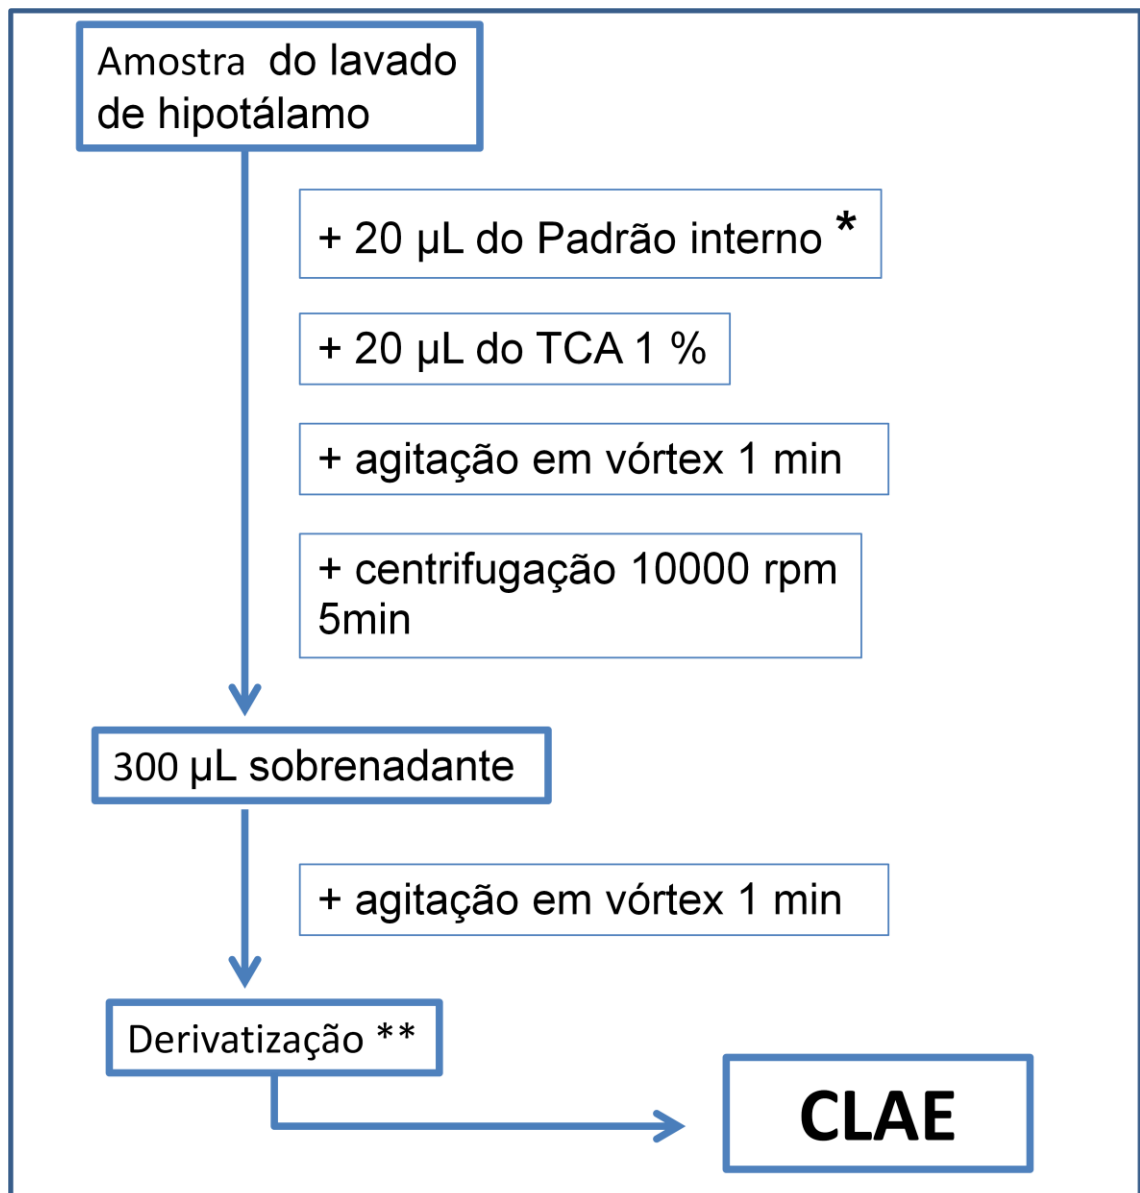 Amostra do lavado
de hipotálamo
+ 20 µL do Padrão interno *
+ 20 µL do TCA 1 %
+ agitação em vórtex 1 min
+ centrifugação 10000 rpm
5min
300 µL sobrenadante
+ agitação em vórtex 1 min
Derivatização **
CLAE